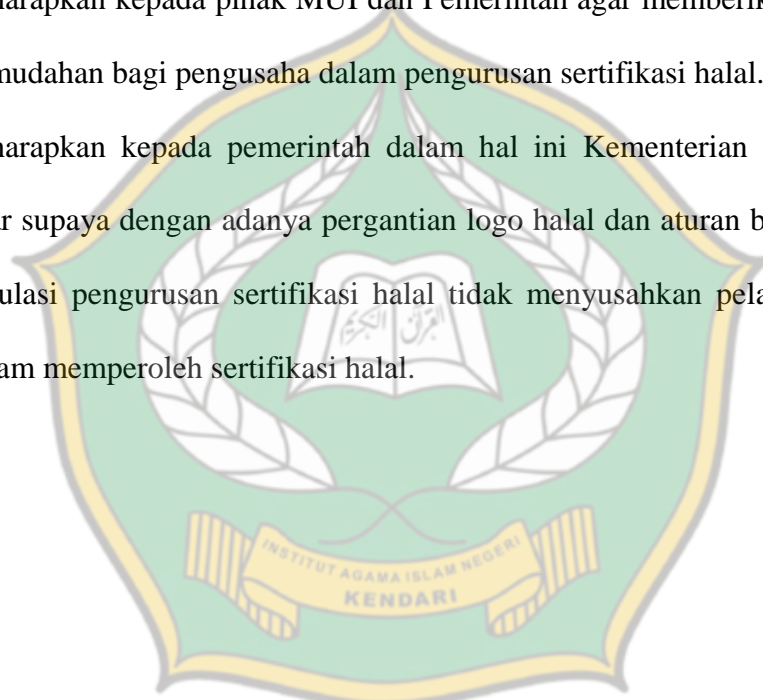 harapkan kepada pihak MUI dan Pemerintah agar memberik
mudahan bagi pengusaha dalam pengurusan sertifikasi halal.
harapkan kepada pemerintah dalam hal ini Kementerian
r supaya dengan adanya pergantian logo halal dan aturan b
ulasi pengurusan sertifikasi halal tidak menyusahkan pela
am memperoleh sertifikasi halal.
القرآن الكريم
INSTITUT AGAMA ISLAM NEGERI
KENDARI